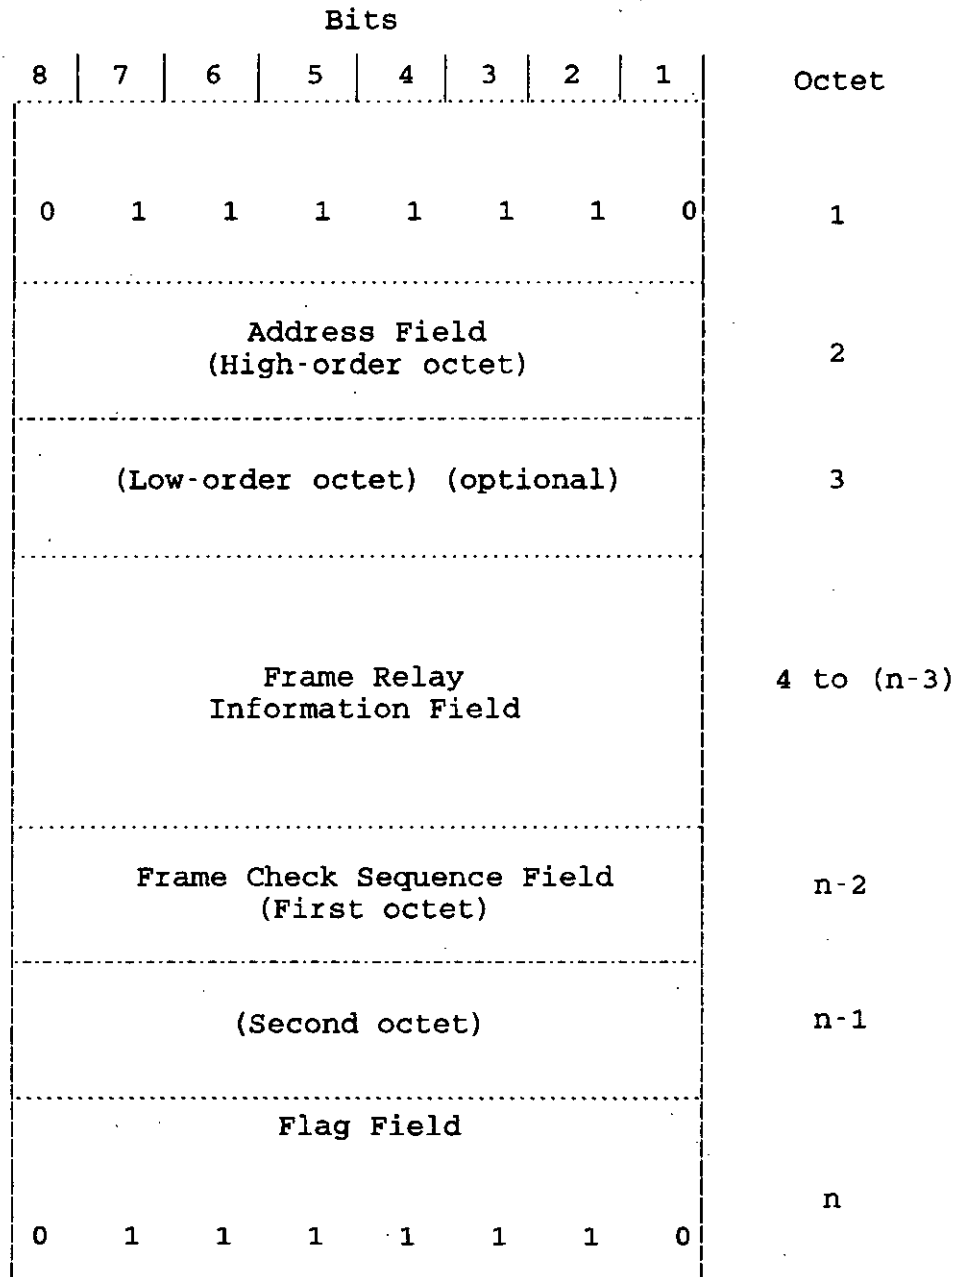 Bits
8 7 6 5 4 3 2 1 Octet
0 1 1 1 1 1 1 0 1
Address Field
(High-order octet) 2
(Low-order octet) (optional) 3
Frame Relay
Information Field 4 to (n-3)
Frame Check Sequence Field
(First octet) n-2
(Second octet) n-1
Flag Field
n
0 1 1 1 1 1 1 0